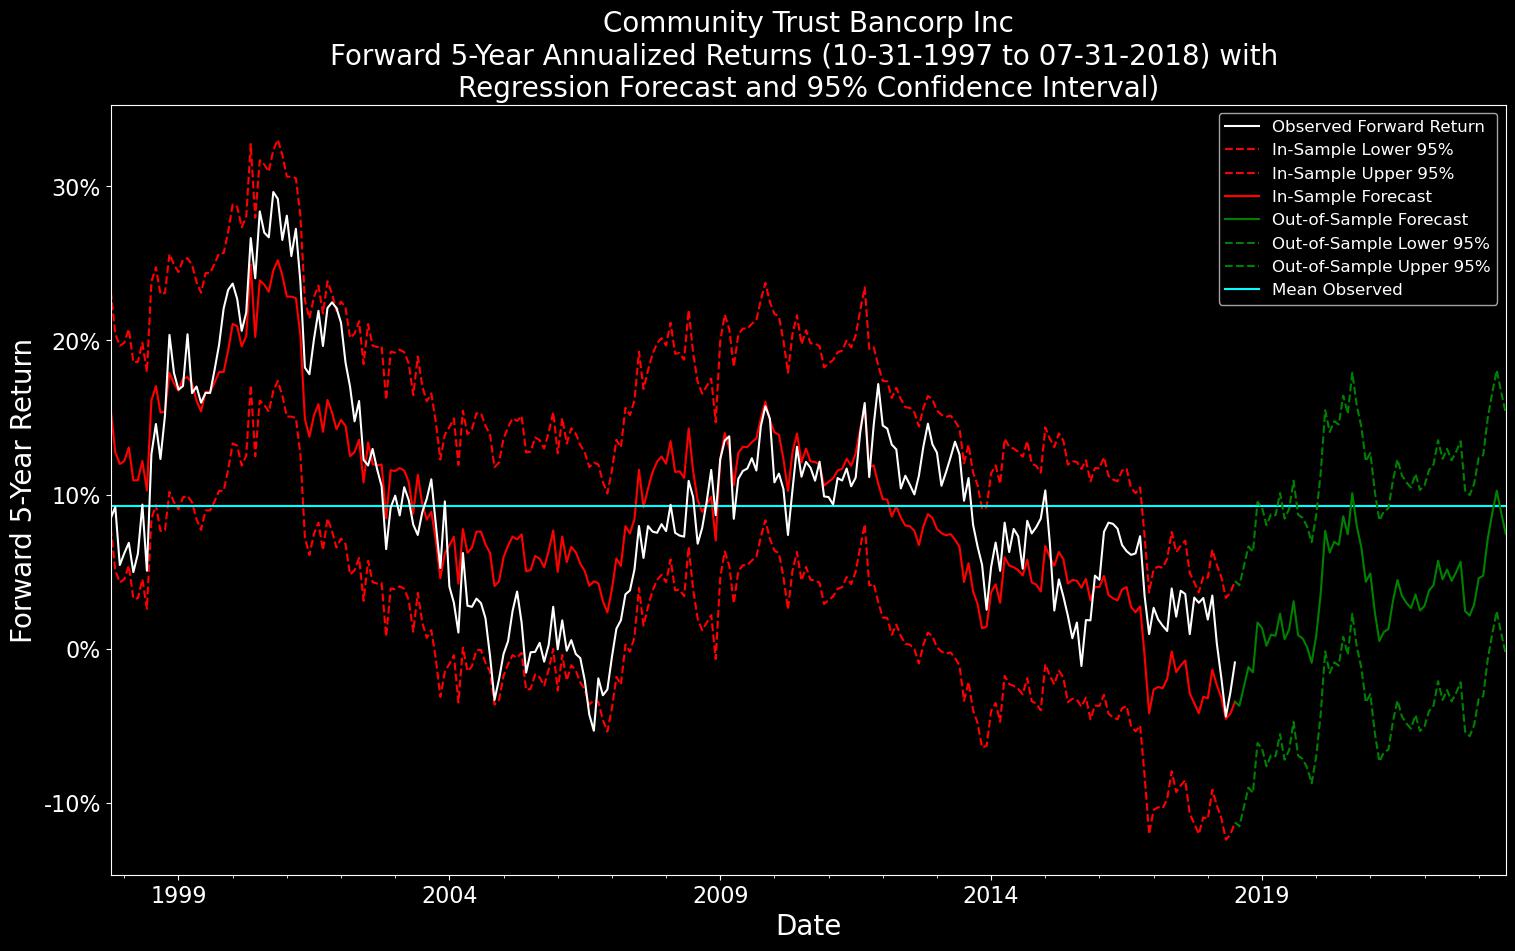 Community Trust Bancorp Inc
Forward 5-Year Annualized Returns (10-31-1997 to 07-31-2018) with
Regression Forecast and 95% Confidence Interval)
Observed Forward Return
In-Sample Lower 95%
In-Sample Upper 95%
In-Sample Forecast
Out-of-Sample Forecast
Out-of-Sample Lower 95%
Out-of-Sample Upper 95%
Mean Observed
Forward 5-Year Return
30%
20%
10%
0%
-10%
1999
2004
2009
2014
2019
Date